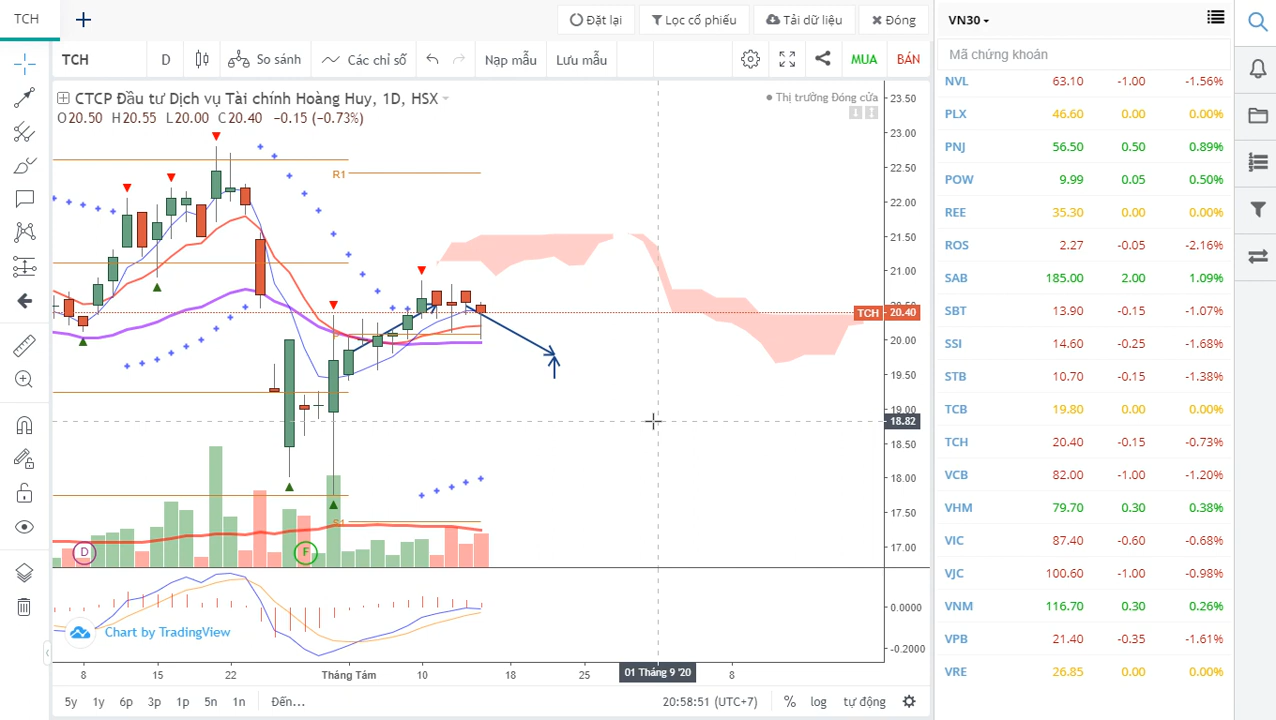 TCH
Đặt lại
Lọc cổ phiếu
Tải dữ liệu
Đóng
TCH
D
So sánh
Các chỉ số
Nạp mẫu
Lưu mẫu
MUA
BÁN
CTCP Đầu tư Dịch vụ Tài chính Hoàng Huy, 1D, HSX
O20.50 H20.55 L20.00 C20.40 −0.15 (−0.73%)
Thị trường Đóng cửa
R1
P
S1
D
F
23.50
23.00
22.50
22.00
21.50
21.00
20.50
TCH 20.40
20.00
19.50
19.00
18.82
18.50
18.00
17.50
17.00
0.0000
-0.2000
Chart by TradingView
8 15 22 Tháng Tám 10 18 25 01 Tháng 9 '20 8
5y 1y 6p 3p 1p 5n 1n Đến... 20:58:51 (UTC+7) % log tự động
VN30
Mã chứng khoán
NVL 63.10 -1.00 -1.56%
PLX 46.60 0.00 0.00%
PNJ 56.50 0.50 0.89%
POW 9.99 0.05 0.50%
REE 35.30 0.00 0.00%
ROS 2.27 -0.05 -2.16%
SAB 185.00 2.00 1.09%
SBT 13.90 -0.15 -1.07%
SSI 14.60 -0.25 -1.68%
STB 10.70 -0.15 -1.38%
TCB 19.80 0.00 0.00%
TCH 20.40 -0.15 -0.73%
VCB 82.00 -1.00 -1.20%
VHM 79.70 0.30 0.38%
VIC 87.40 -0.60 -0.68%
VJC 100.60 -1.00 -0.98%
VNM 116.70 0.30 0.26%
VPB 21.40 -0.35 -1.61%
VRE 26.85 0.00 0.00%